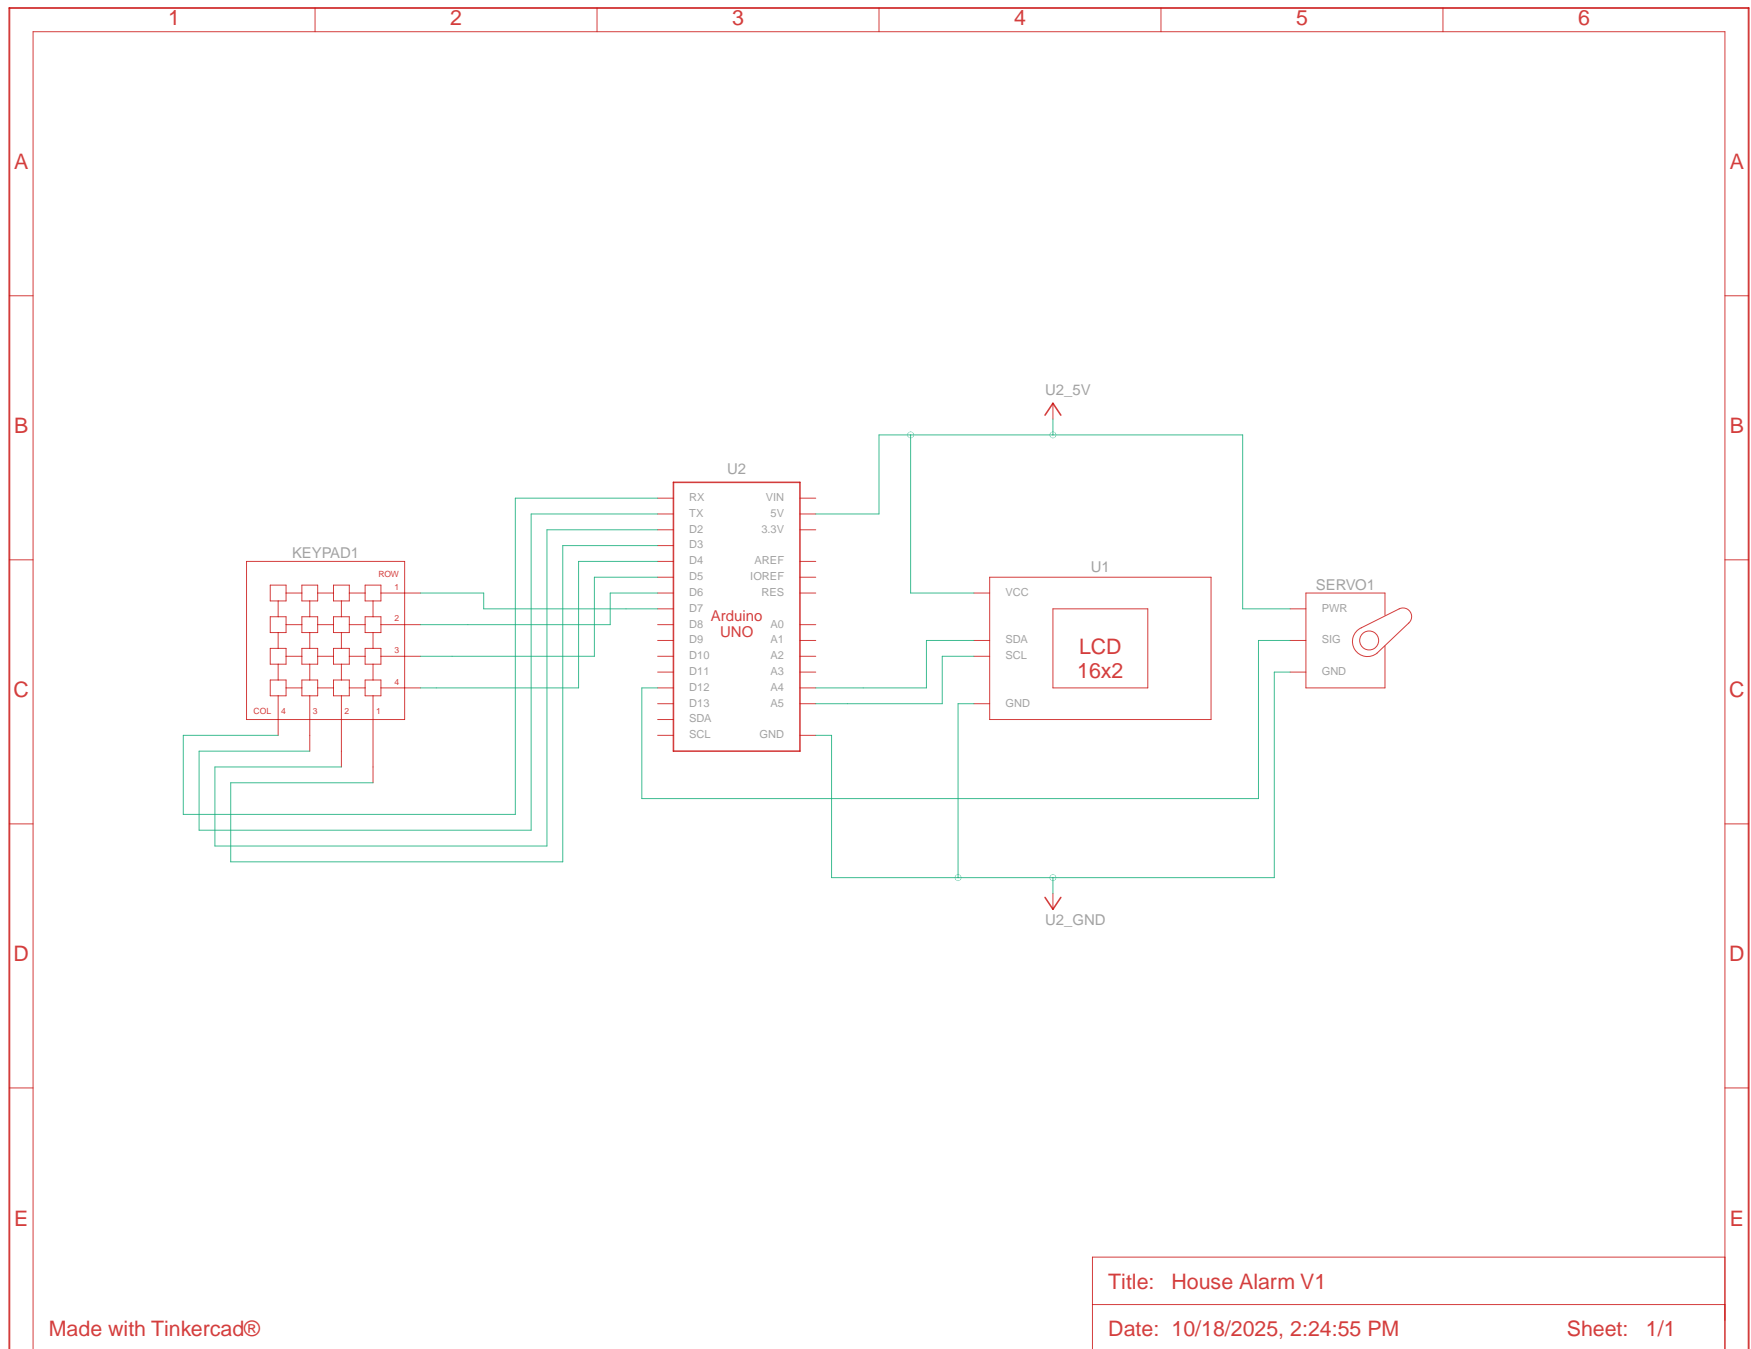 1 2 3 4 5 6
A A
U2_5V
B B
U2
RX VIN
TX 5V
D2 3.3V
D3
KEYPAD1
D4 AREF
U1
ROW
D5 IOREF
SERVO1
1
D6 RES
VCC
D7
PWR
Arduino
2
D8 A0
UNO
D9 A1
SDA
SIG
LCD
3
D10 A2
SCL
D11 A3
16x2
GND
4
D12 A4
C C
D13 A5
GND
COL 4 3 2 1
SDA
SCL GND
U2_GND
D D
E E
Title: House Alarm V1
Made with Tinkercad®
Date: 10/18/2025, 2:24:55 PM Sheet: 1/1